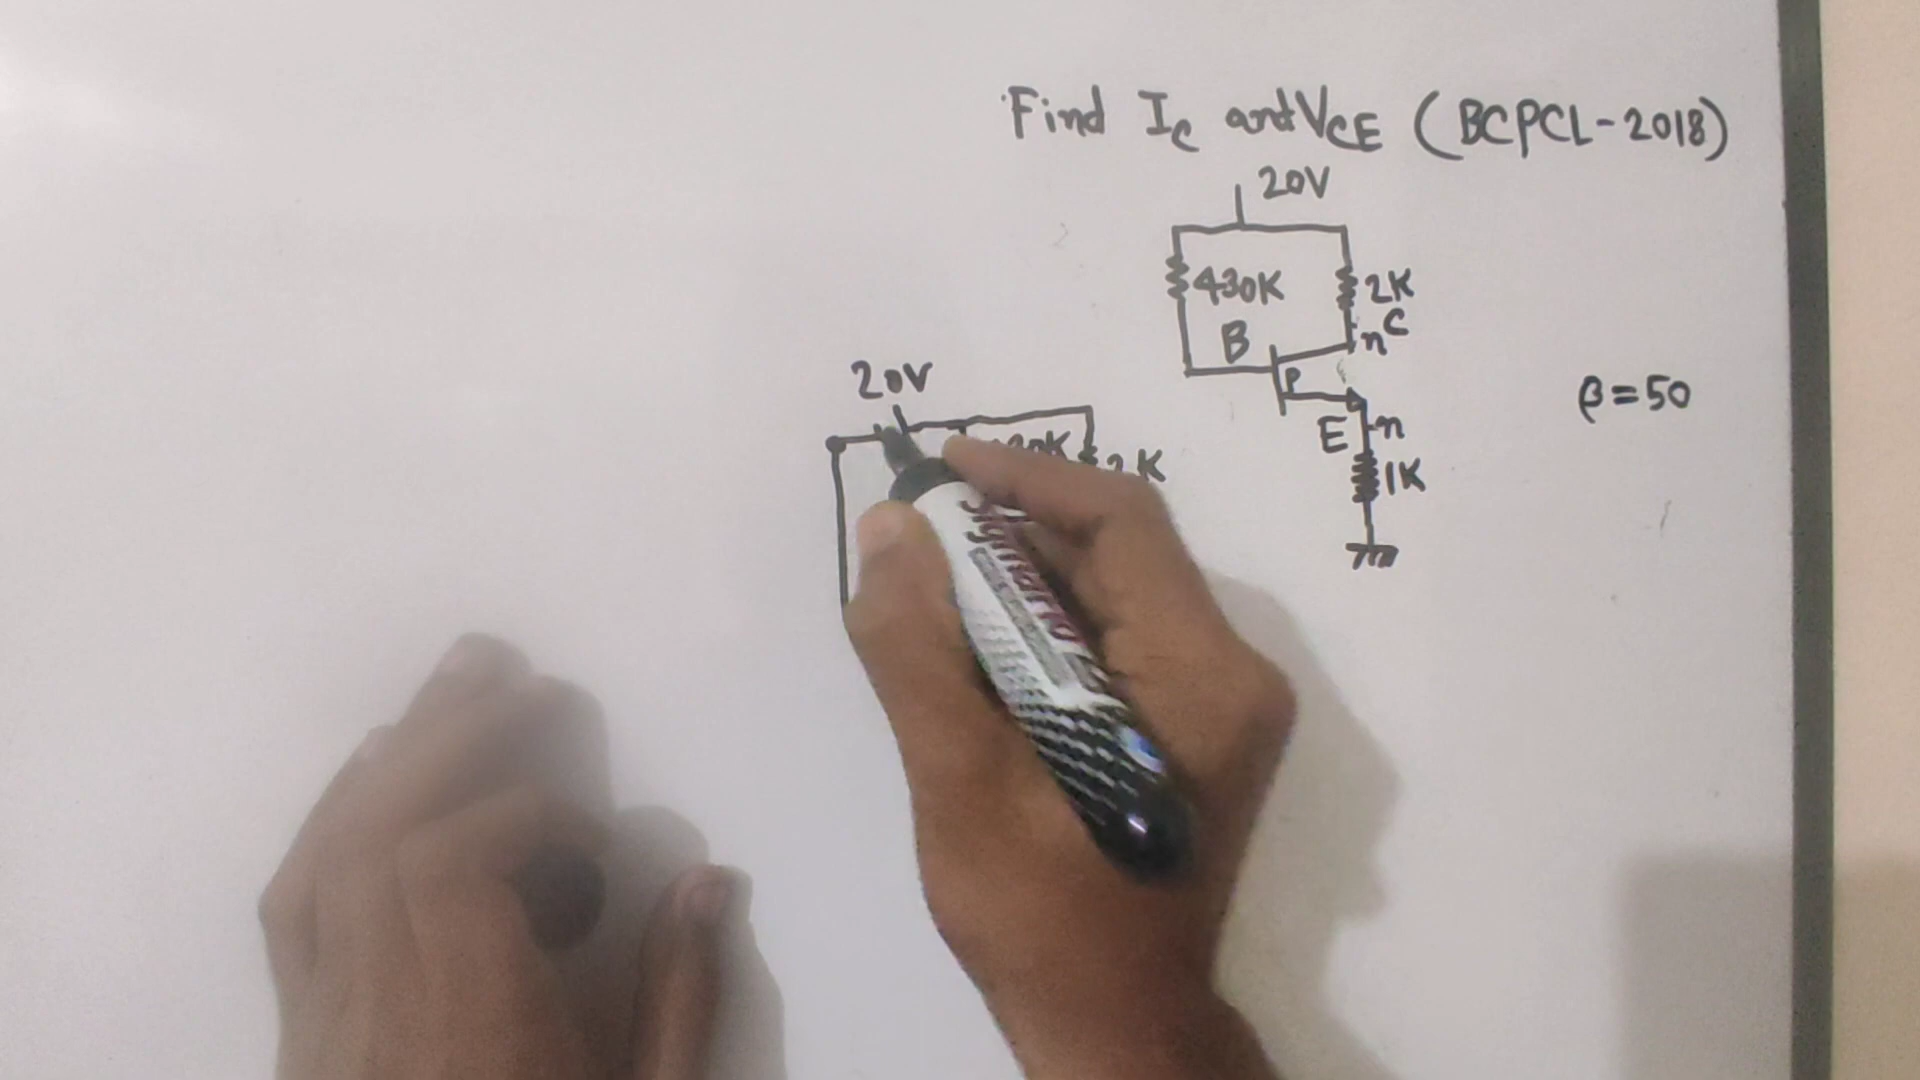 Find IC and VCE (BCPCL-2018)
20V
430K
2K
B
C
n
P
β=50
E
n
1K
20V
2K